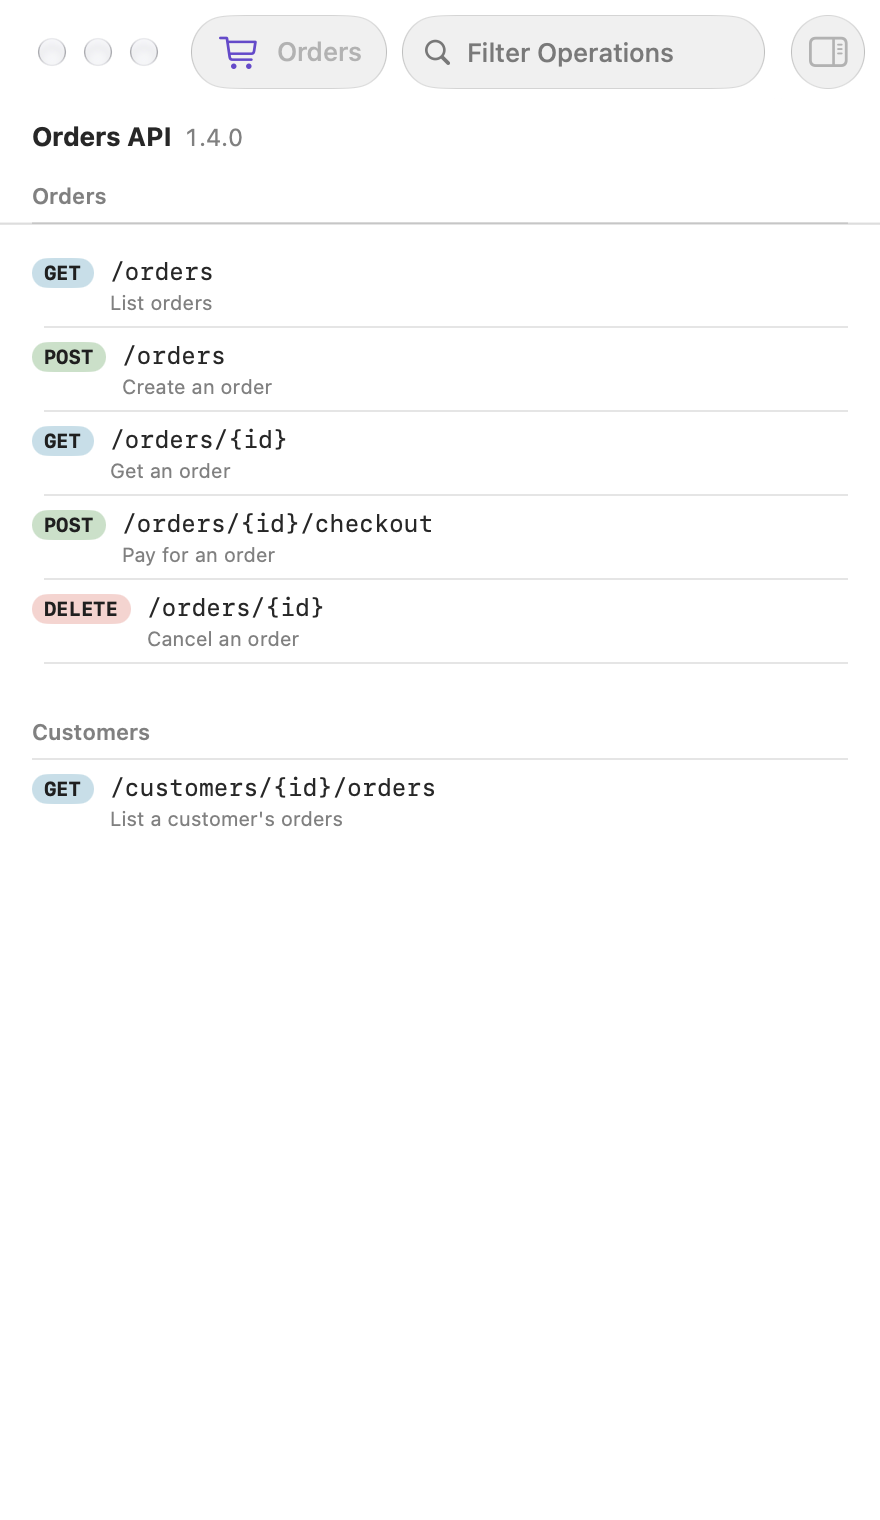 Orders
Filter Operations
Orders API 1.4.0
Orders
GET /orders
List orders
POST /orders
Create an order
GET /orders/{id}
Get an order
POST /orders/{id}/checkout
Pay for an order
DELETE /orders/{id}
Cancel an order
Customers
GET /customers/{id}/orders
List a customer's orders